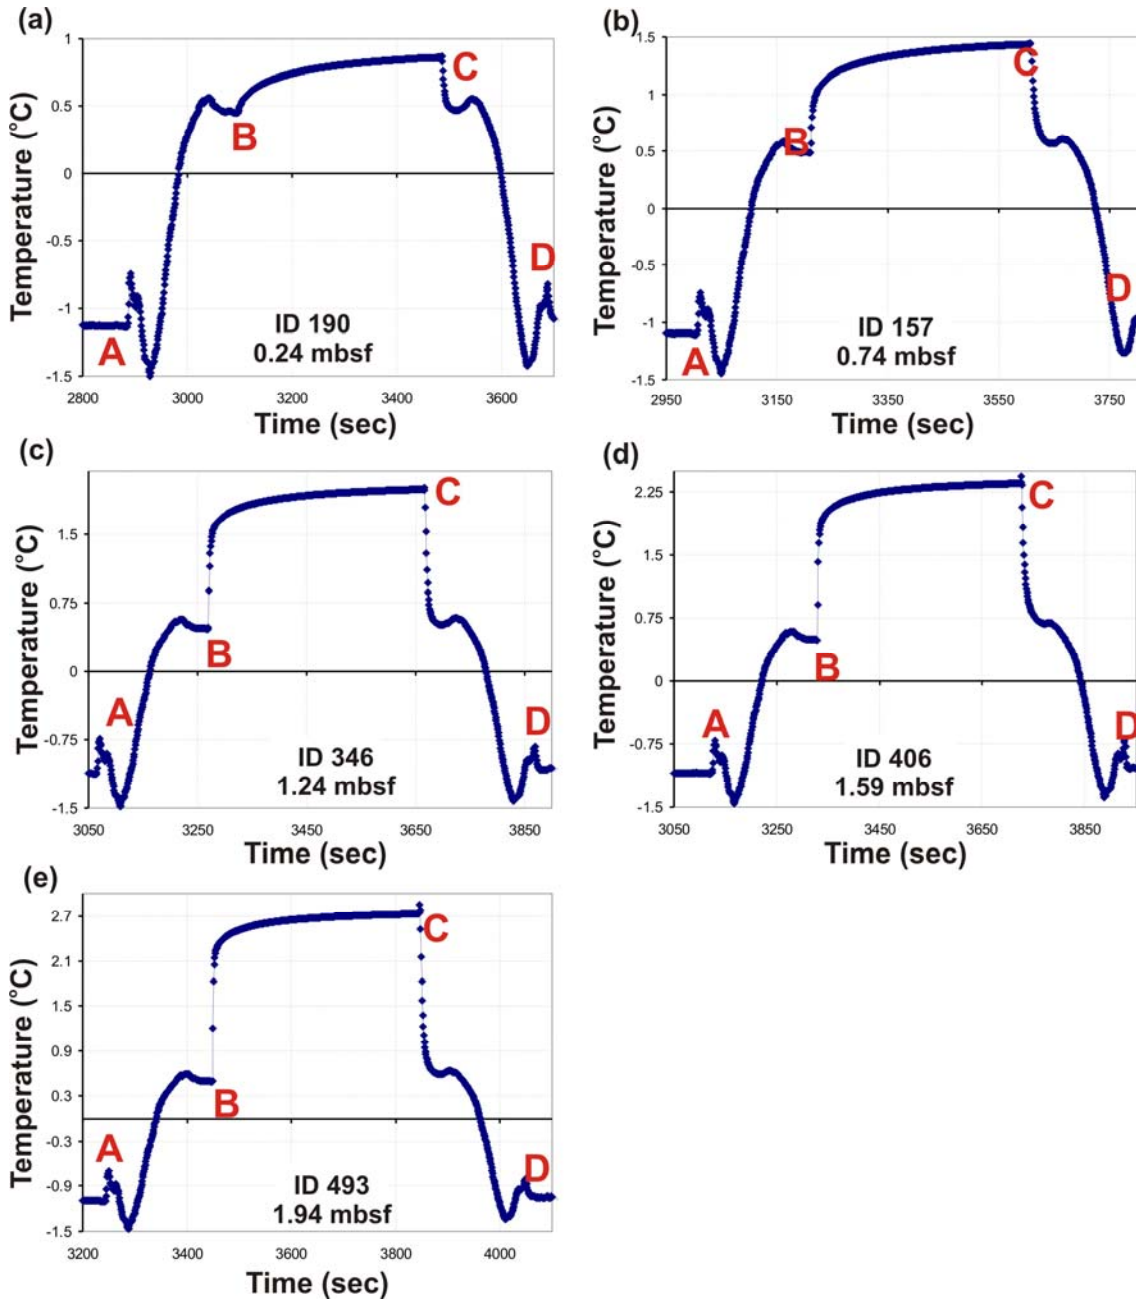 (a)
Temperature (°C)
1
0.5
0
-1
-1.5
A
B
C
D
ID 190
0.24 mbsf
2800 3000 3200 3400 3600
Time (sec)
(b)
Temperature (°C)
1.5
1
0.5
0
-0.5
-1
-1.5
A
B
C
D
ID 157
0.74 mbsf
2950 3150 3350 3550 3750
Time (sec)
(c)
Temperature (°C)
1.5
0.75
0
-0.75
-1.5
A
B
C
D
ID 346
1.24 mbsf
3050 3250 3450 3650 3850
Time (sec)
(d)
Temperature (°C)
2.25
1.5
0.75
0
-0.75
-1.5
A
B
C
D
ID 406
1.59 mbsf
3050 3250 3450 3650 3850
Time (sec)
(e)
Temperature (°C)
2.7
2.1
1.5
0.9
0.3
-0.3
-0.9
-1.5
A
B
C
D
ID 493
1.94 mbsf
3200 3400 3600 3800 4000
Time (sec)